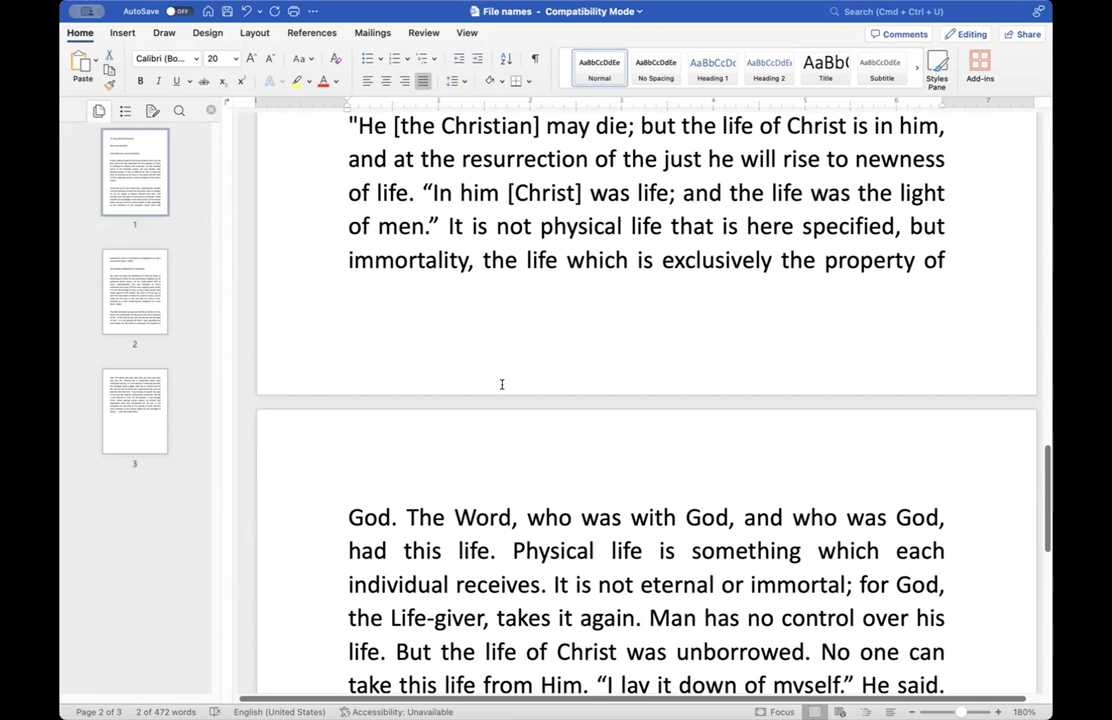 AutoSave OFF
File names - Compatibility Mode
Search (Cmd + Ctrl + U)
Home Insert Draw Design Layout References Mailings Review View
Comments Editing Share
Paste
Calibri (Bo... 20
AaBbCcDdEe Normal
AaBbCcDdEe No Spacing
AaBbCcDc Heading 1
AaBbCcDdEe Heading 2
AaBb( Title
AaBbCcDdEe Subtitle
Styles Pane
Add-ins
1 2 3 4 5 6 7
1
2
3
"He [the Christian] may die; but the life of Christ is in him,
and at the resurrection of the just he will rise to newness
of life. “In him [Christ] was life; and the life was the light
of men.” It is not physical life that is here specified, but
immortality, the life which is exclusively the property of
God. The Word, who was with God, and who was God,
had this life. Physical life is something which each
individual receives. It is not eternal or immortal; for God,
the Life-giver, takes it again. Man has no control over his
life. But the life of Christ was unborrowed. No one can
take this life from Him. “I lay it down of myself.” He said.
Page 2 of 3 2 of 472 words English (United States) Accessibility: Unavailable Focus 180%